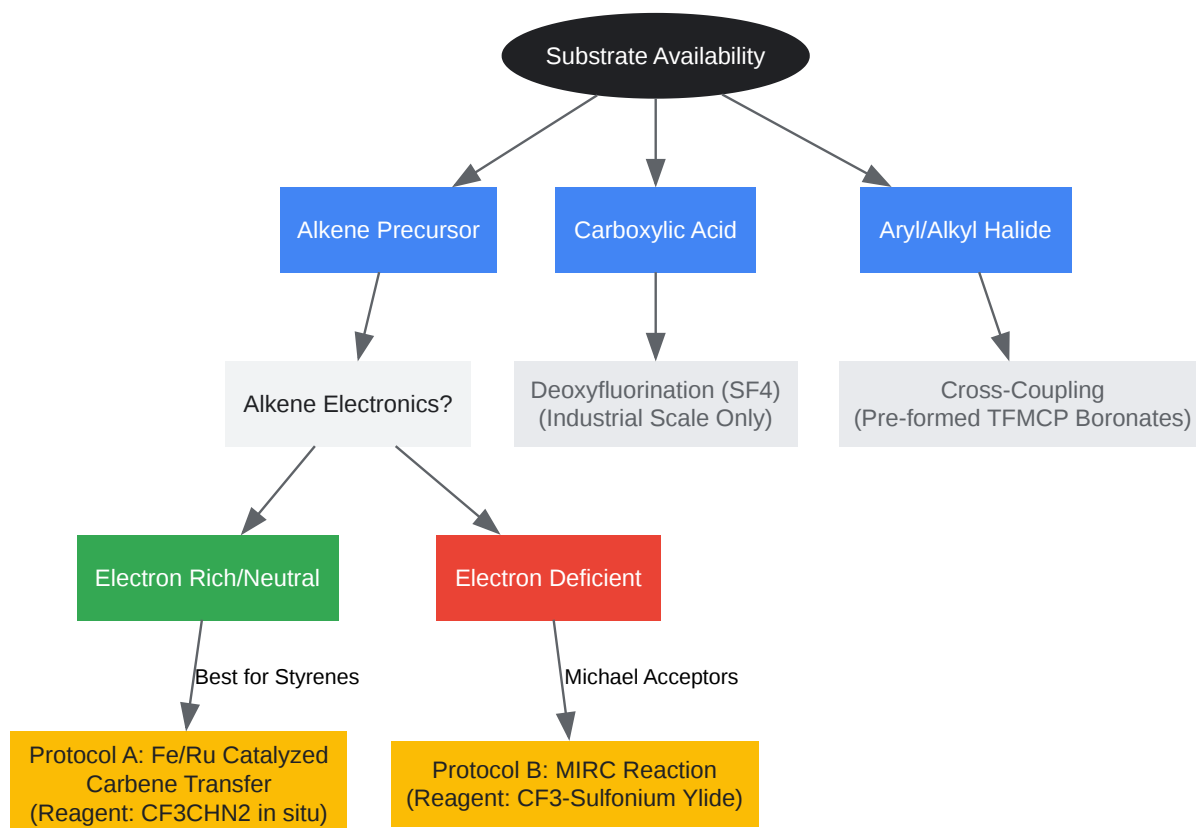 Substrate Availability
Alkene Precursor
Carboxylic Acid
Aryl/Alkyl Halide
Alkene Electronics?
Deoxyfluorination (SF4)
(Industrial Scale Only)
Cross-Coupling
(Pre-formed TFMCP Boronates)
Electron Rich/Neutral
Electron Deficient
Best for Styrenes
Michael Acceptors
Protocol A: Fe/Ru Catalyzed
Carbene Transfer
(Reagent: CF3CHN2 in situ)
Protocol B: MIRC Reaction
(Reagent: CF3-Sulfonium Ylide)